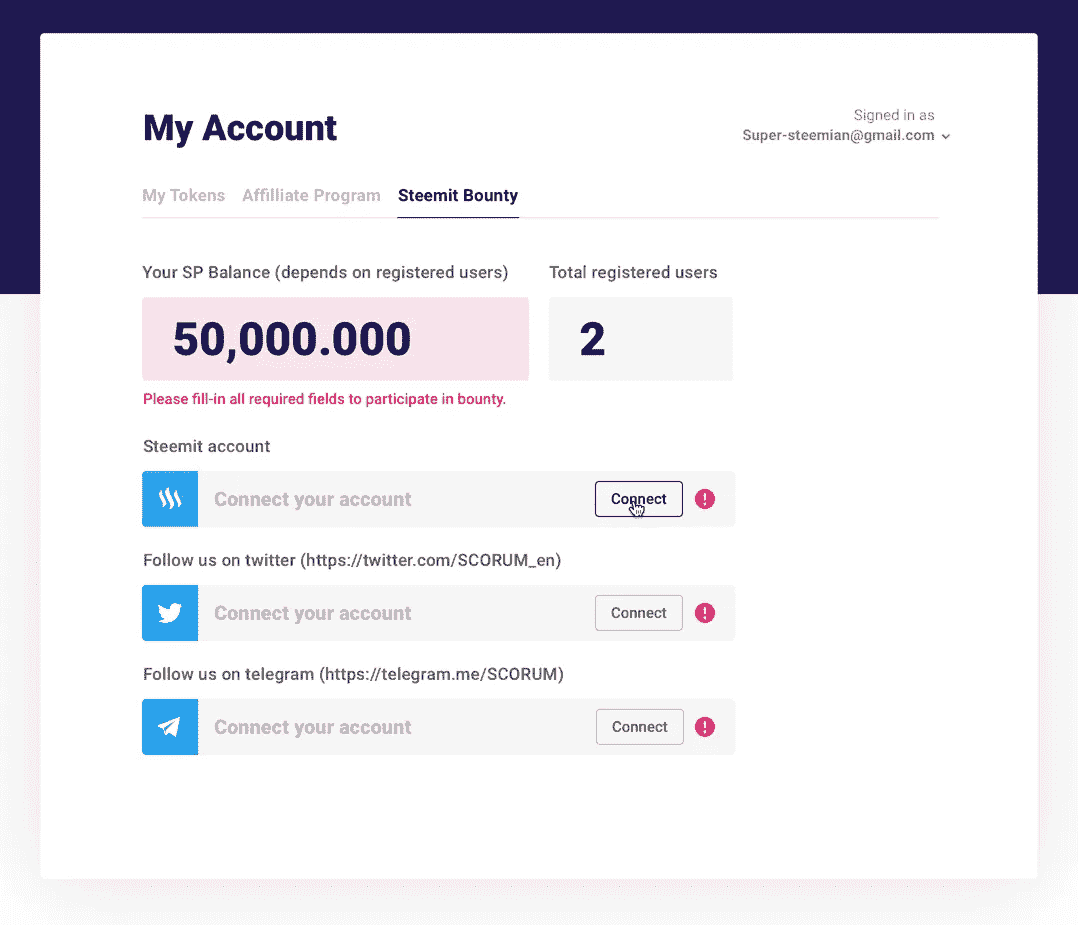 My Account
Signed in as
Super-steemian@gmail.com
My Tokens Affilliate Program Steemit Bounty
Your SP Balance (depends on registered users) Total registered users
50,000.000 2
Please fill-in all required fields to participate in bounty.
Steemit account
Connect your account Connect !
Follow us on twitter (https://twitter.com/SCORUM_en)
Connect your account Connect !
Follow us on telegram (https://telegram.me/SCORUM)
Connect your account Connect !